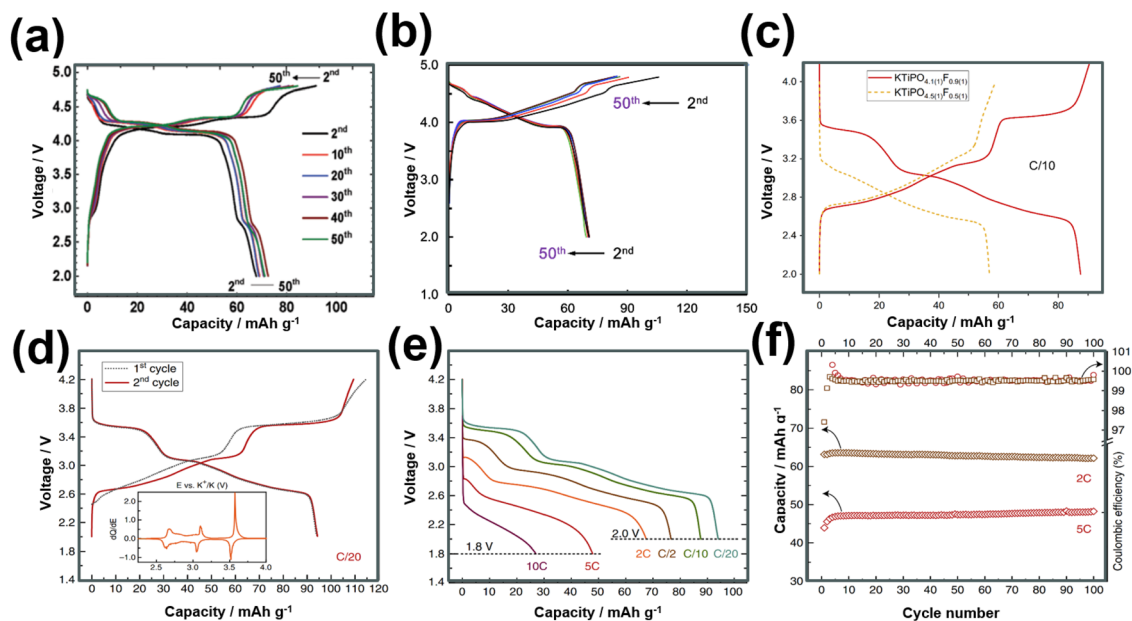 (a)
5.0
4.5
4.0
3.5
3.0
2.5
2.0
Voltage / V
50th 2nd
2nd
10th
20th
30th
40th
50th
2nd 50th
0 20 40 60 80 100
Capacity / mAh g-1
(b)
5.0
4.0
3.0
2.0
1.0
Voltage / V
50th 2nd
50th 2nd
0 30 60 90 120 150
Capacity / mAh g-1
(c)
4.0
3.6
3.2
2.8
2.4
2.0
Voltage / V
KTiPO4.1(1)F0.9(1)
KTiPO4.5(1)F0.5(1)
C/10
0 20 40 60 80
Capacity / mAh g-1
(d)
1st cycle
2nd cycle
4.2
3.8
3.4
3.0
2.6
2.2
1.8
1.4
Voltage / V
E vs. K+/K (V)
dQ/dE
2.0
1.0
0.0
-1.0
2.5 3.0 3.5 4.0
C/20
0 10 20 30 40 50 60 70 80 90 100 110
Capacity / mAh g-1
(e)
4.2
3.8
3.4
3.0
2.6
2.2
1.8
1.4
Voltage / V
2.0 V
2C C/2 C/10 C/20
1.8 V
10C 5C
0 10 20 30 40 50 60 70 80 90 100
Capacity / mAh g-1
(f)
0 10 20 30 40 50 60 70 80 90 100
80
70
60
50
40
30
Capacity / mAh g-1
101
100
99
98
97
Coulombic efficiency (%)
2C
5C
0 10 20 30 40 50 60 70 80 90 100
Cycle number